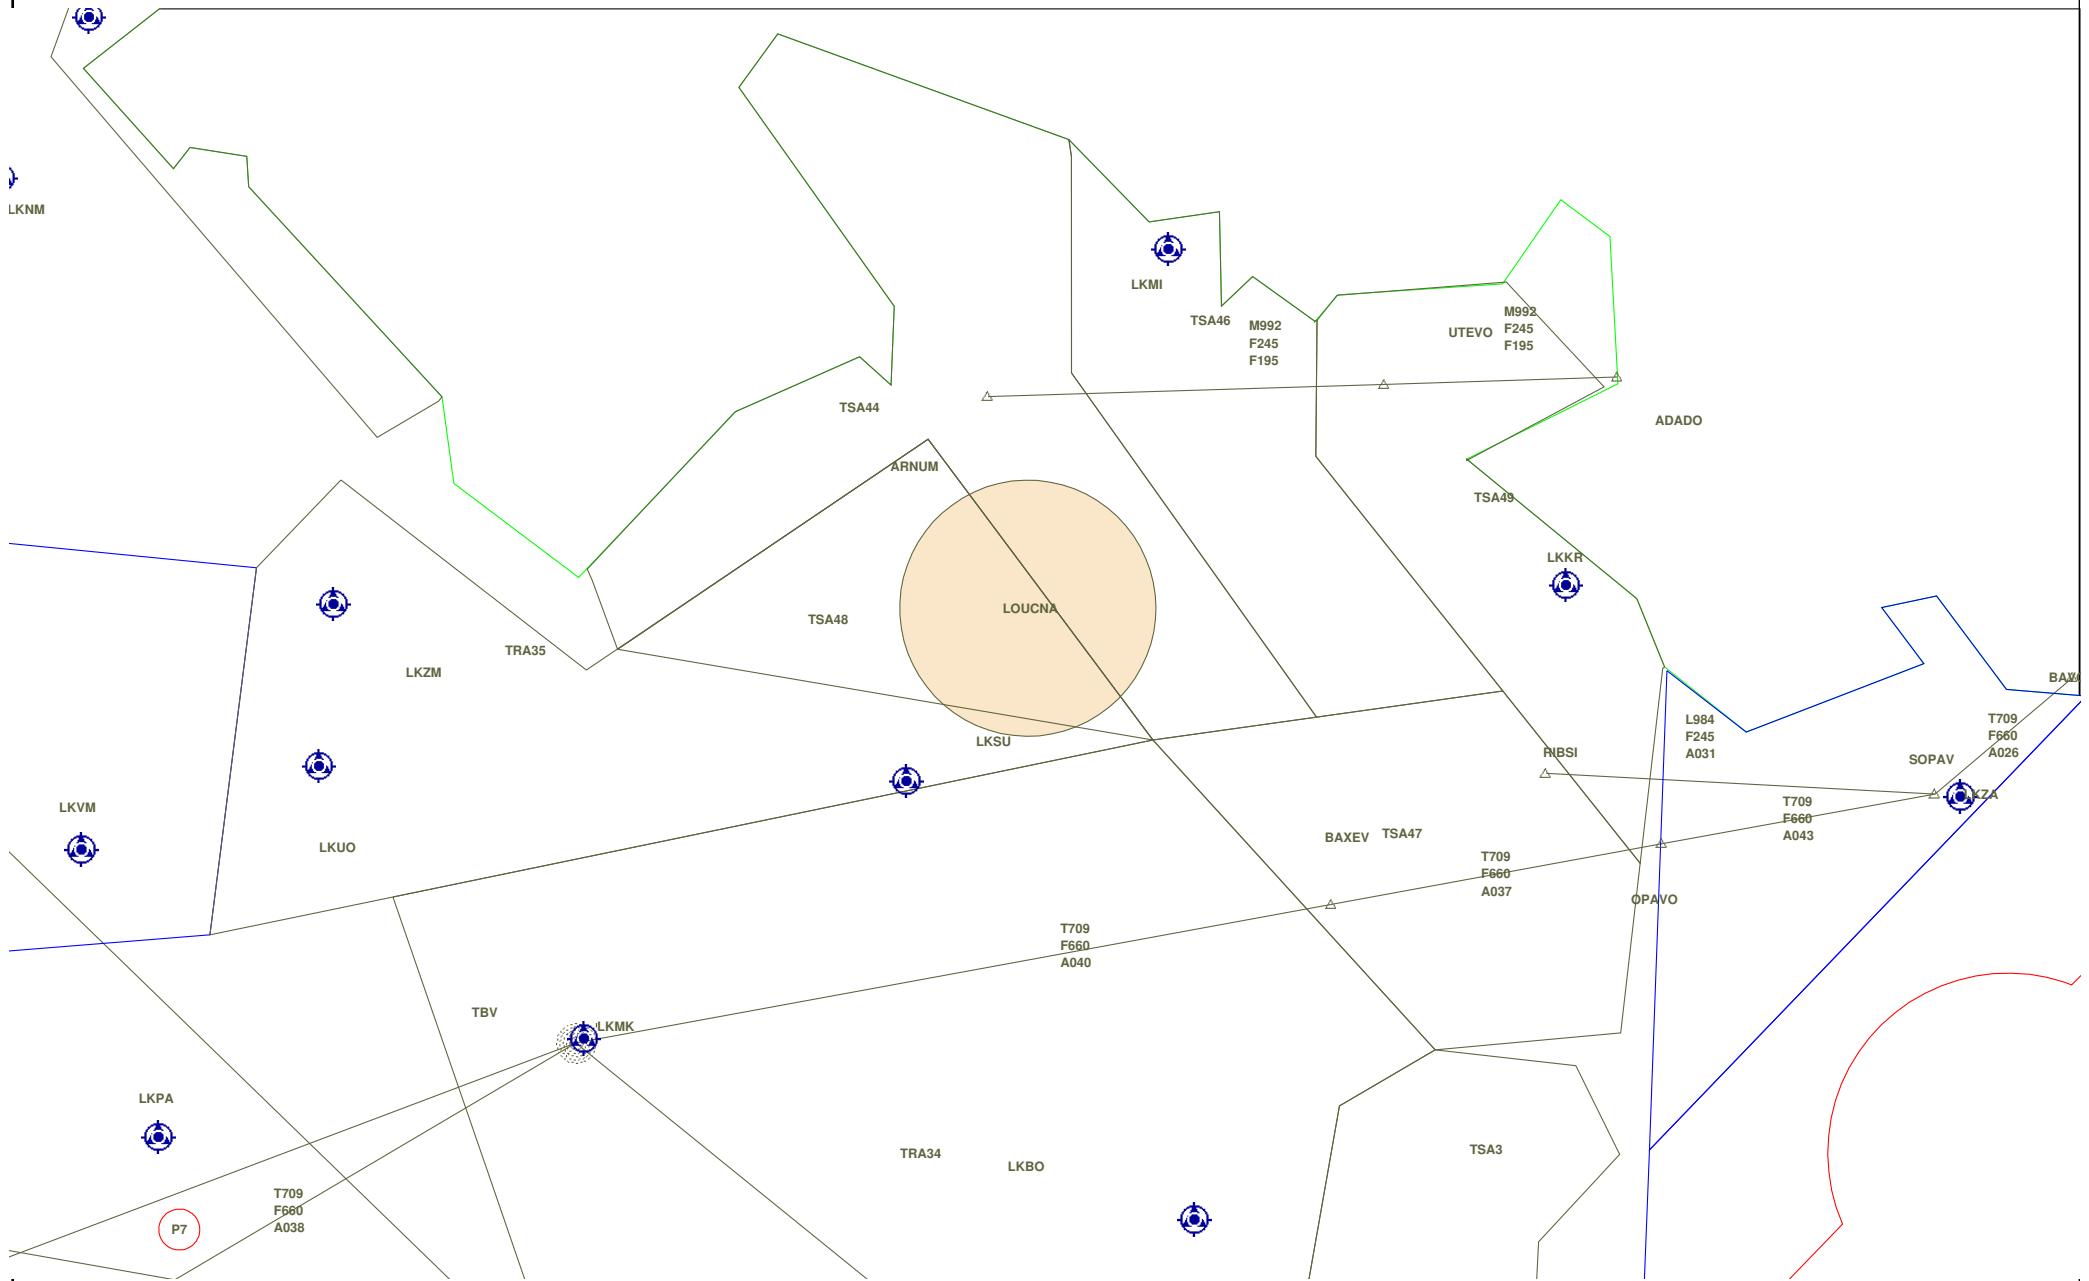 LKNM
LKMI
TSA46
M992
F245
F195
UTEVO
M992
F245
F195
TSA44
ADADO
ARNUM
TSA49
LKKR
LOUCNA
TSA48
TRA35
LKZM
LKSU
L984
F245
A031
T709
F660
A026
RIBSI
SOPAV
LKZA
LKVM
LKUO
BAXEV
TSA47
T709
F660
A043
T709
F660
A037
OPAVO
T709
F660
A040
TBV
LKMK
LKPA
TRA34
LKBO
TSA3
T709
F660
A038
P7